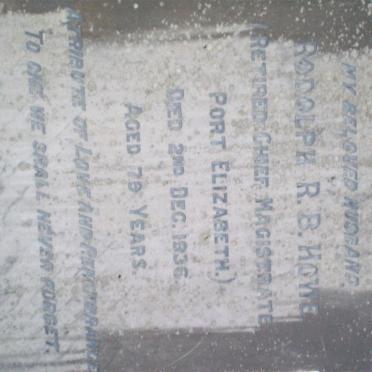 MY BELOVED HUSBAND
RODOLPH R. B. HOWE
(RETIRED CHIEF MAGISTRATE
PORT ELIZABETH.)
DIED 2ND DEC. 1936
AGED 79 YEARS.
A TRIBUTE OF LOVE AND REMEMBRANCE
TO ONE WE SHALL NEVER FORGET.